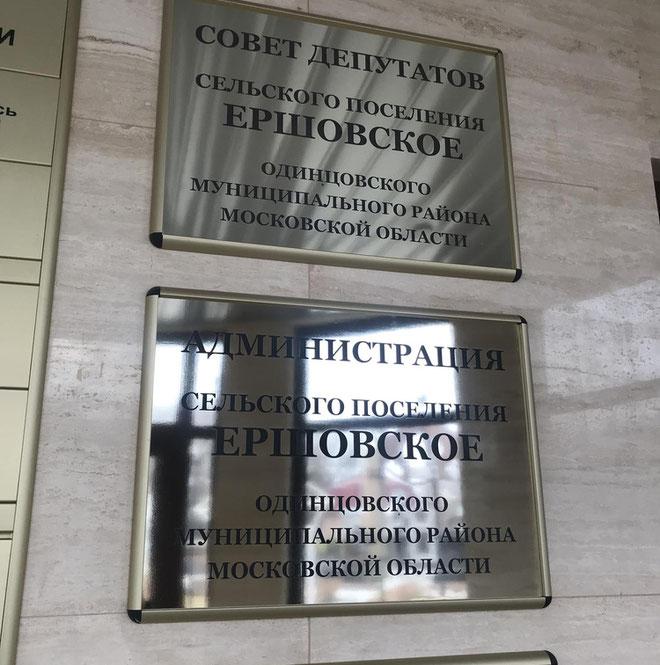 СОВЕТ ДЕПУТАТОВ
СЕЛЬСКОГО ПОСЕЛЕНИЯ
ЕРШОВСКОЕ
ОДИНЦОВСКОГО
МУНИЦИПАЛЬНОГО РАЙОНА
МОСКОВСКОЙ ОБЛАСТИ
АДМИНИСТРАЦИЯ
СЕЛЬСКОГО ПОСЕЛЕНИЯ
ЕРШОВСКОЕ
ОДИНЦОВСКОГО
МУНИЦИПАЛЬНОГО РАЙОНА
МОСКОВСКОЙ ОБЛАСТИ